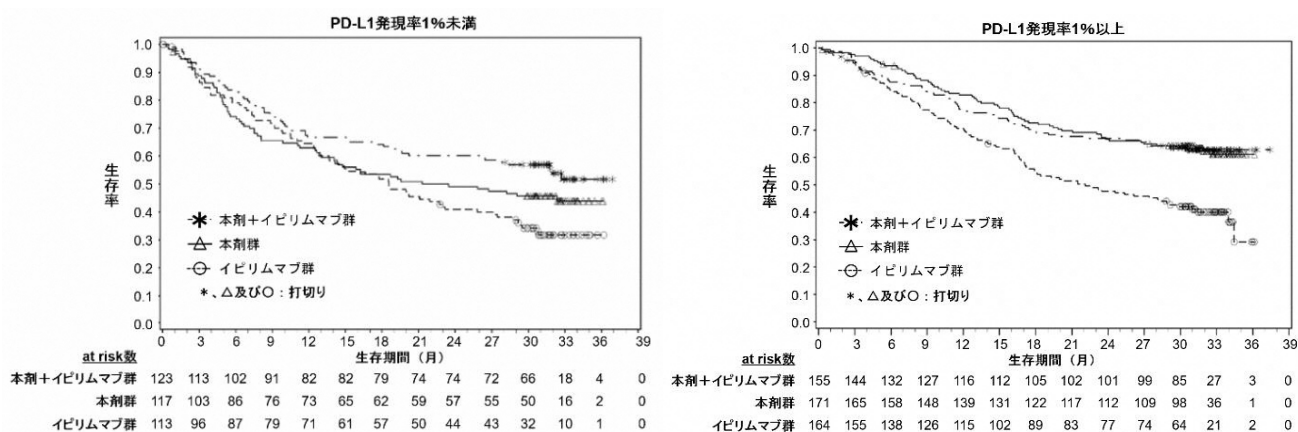 PD-L1発現率1%未満
1.0
0.9
0.8
0.7
0.6
0.5
0.4
0.3
0.2
0.1
0.0
生存率
本剤+イピリムマブ群
本剤群
イピリムマブ群
*、△及び○:打切り
0 3 6 9 12 15 18 21 24 27 30 33 36 39
生存期間(月)
at risk数
本剤+イピリムマブ群 123 113 102 91 82 82 79 74 74 72 66 18 4 0
本剤群 117 103 86 76 73 65 62 59 57 55 50 16 2 0
イピリムマブ群 113 96 87 79 71 61 57 50 44 43 32 10 1 0
PD-L1発現率1%以上
1.0
0.9
0.8
0.7
0.6
0.5
0.4
0.3
0.2
0.1
0.0
生存率
本剤+イピリムマブ群
本剤群
イピリムマブ群
*、△及び○:打切り
0 3 6 9 12 15 18 21 24 27 30 33 36 39
生存期間(月)
at risk数
本剤+イピリムマブ群 155 144 132 127 116 112 105 102 101 99 85 27 3 0
本剤群 171 165 158 148 139 131 122 117 112 109 98 36 1 0
イピリムマブ群 164 155 138 126 115 102 89 83 77 74 64 21 2 0